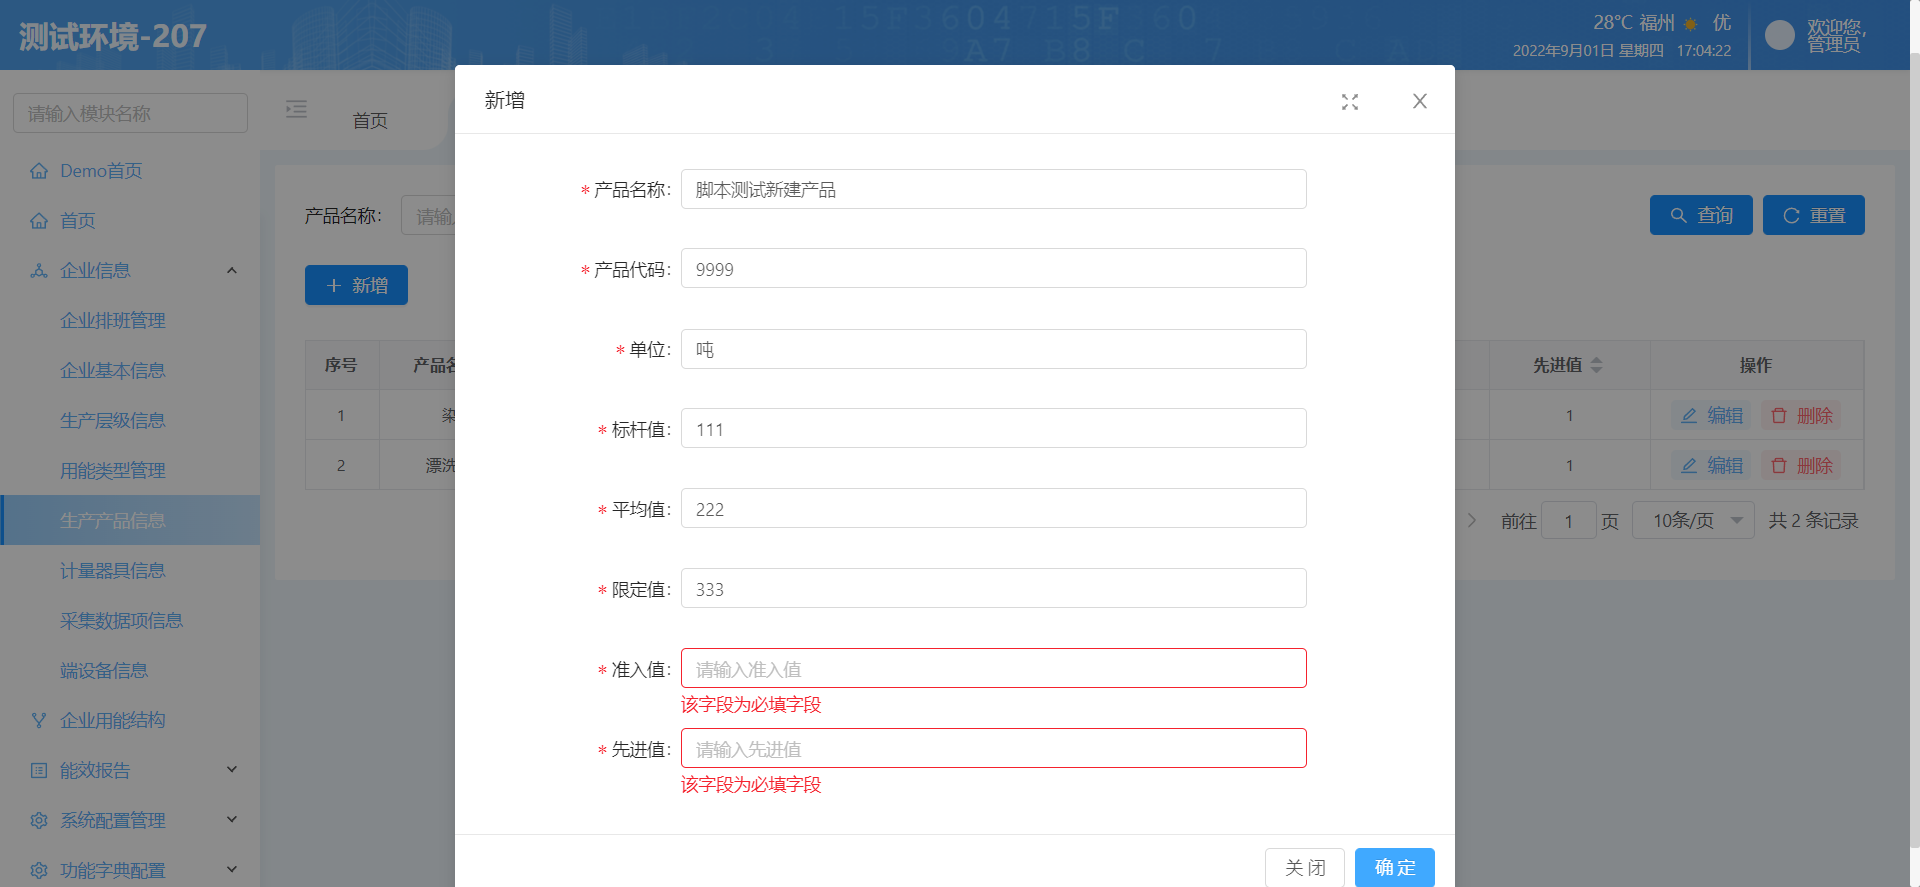 测试环境-207
28℃ 福州 优
2022年9月01日 星期四 17:04:22
欢迎您,
管理员
请输入模块名称
首页
Demo首页
首页
企业信息
企业排班管理
企业基本信息
生产层级信息
用能类型管理
生产产品信息
计量器具信息
采集数据项信息
端设备信息
企业用能结构
能效报告
系统配置管理
功能字典配置
产品名称: 请输
查询 重置
新增
序号 产品名 先进值 操作
1 染 1 编辑 删除
2 漂洗 1 编辑 删除
前往 1 页 10条/页 共 2 条记录
新增
* 产品名称: 脚本测试新建产品
* 产品代码: 9999
* 单位: 吨
* 标杆值: 111
* 平均值: 222
* 限定值: 333
* 准入值: 请输入准入值
该字段为必填字段
* 先进值: 请输入先进值
该字段为必填字段
关闭 确定